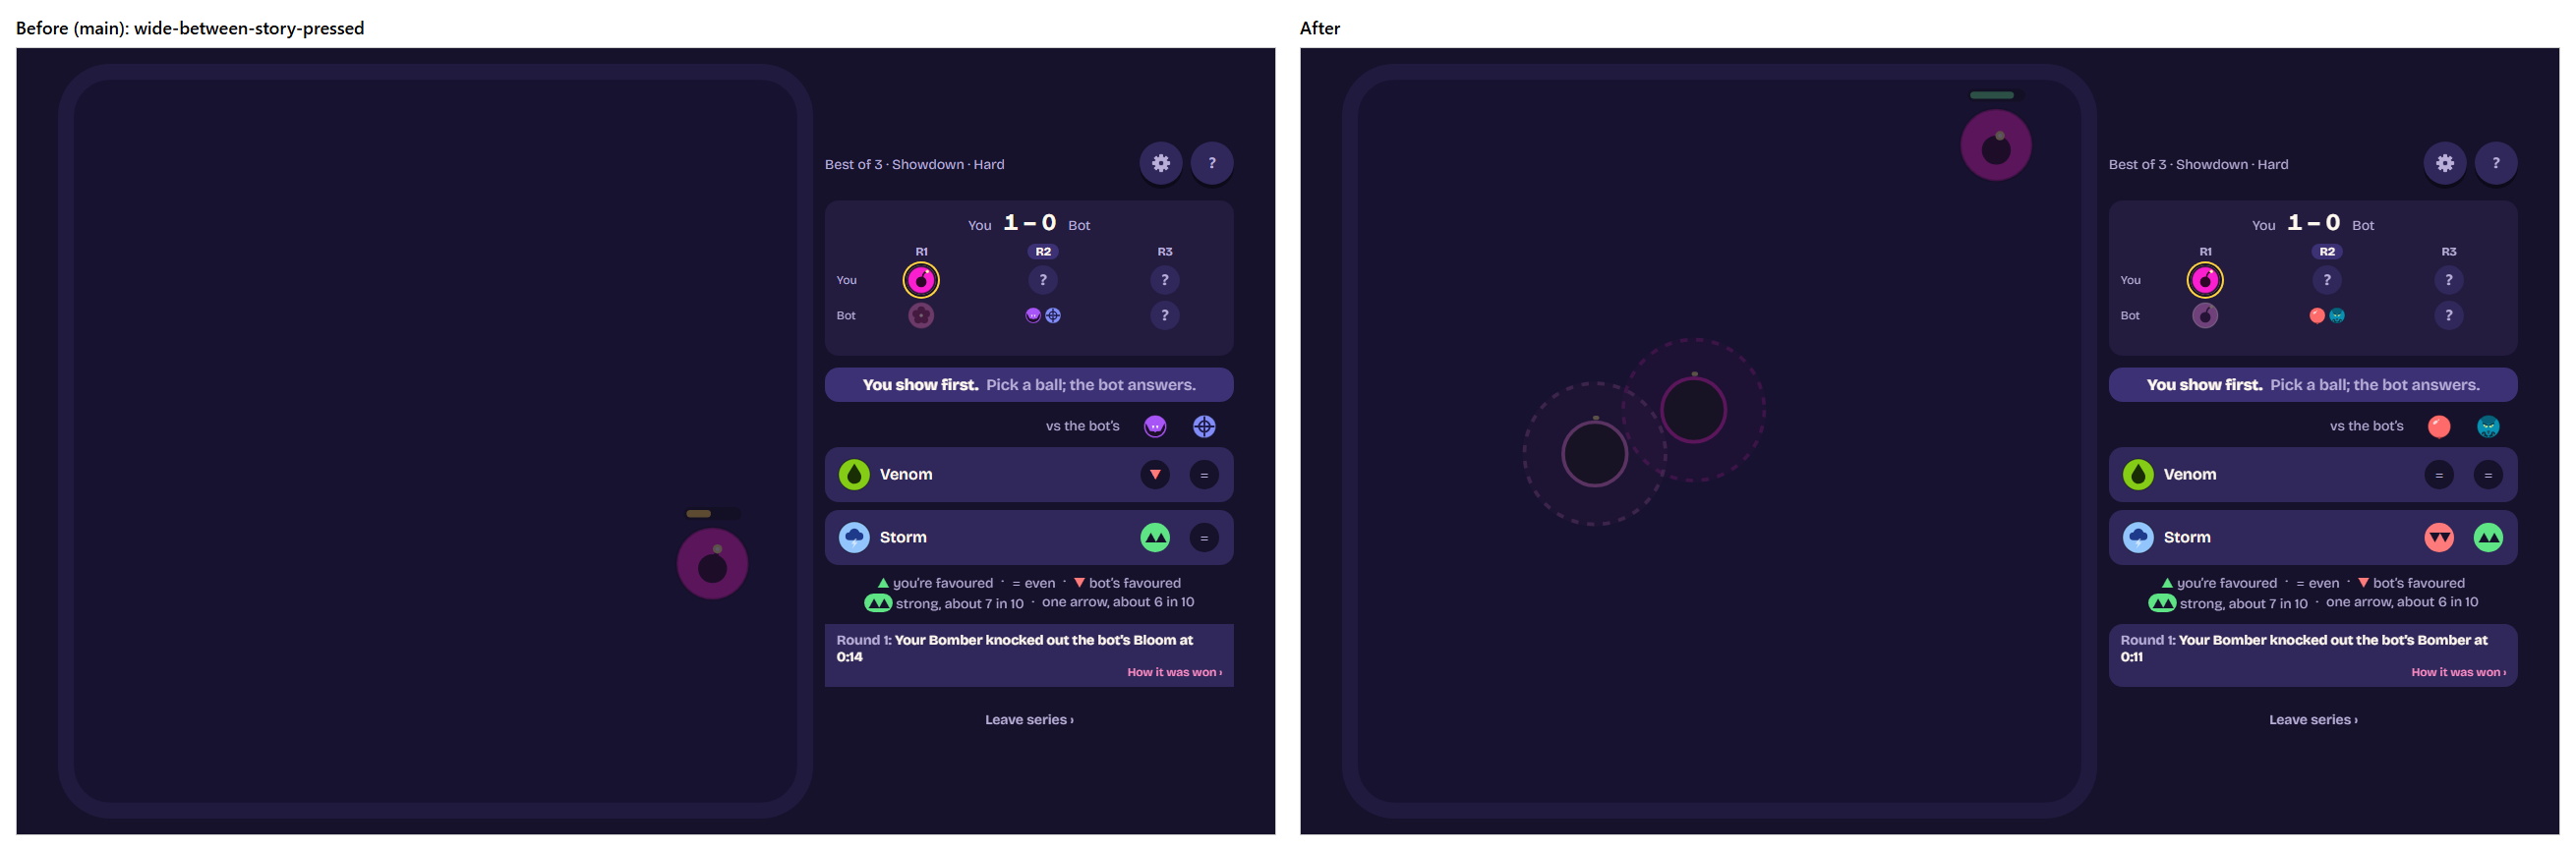 Before (main): wide-between-story-pressed
Best of 3 · Showdown · Hard
?
You 1 – 0 Bot
R1 R2 R3
You ? ?
Bot ?
You show first. Pick a ball; the bot answers.
vs the bot's
Venom =
Storm =
you're favoured · = even · bot's favoured
strong, about 7 in 10 · one arrow, about 6 in 10
Round 1: Your Bomber knocked out the bot's Bloom at
0:14
How it was won ›
Leave series ›
After
Best of 3 · Showdown · Hard
?
You 1 – 0 Bot
R1 R2 R3
You ? ?
Bot ?
You show first. Pick a ball; the bot answers.
vs the bot's
Venom = =
Storm
you're favoured · = even · bot's favoured
strong, about 7 in 10 · one arrow, about 6 in 10
Round 1: Your Bomber knocked out the bot's Bomber at
0:11
How it was won ›
Leave series ›